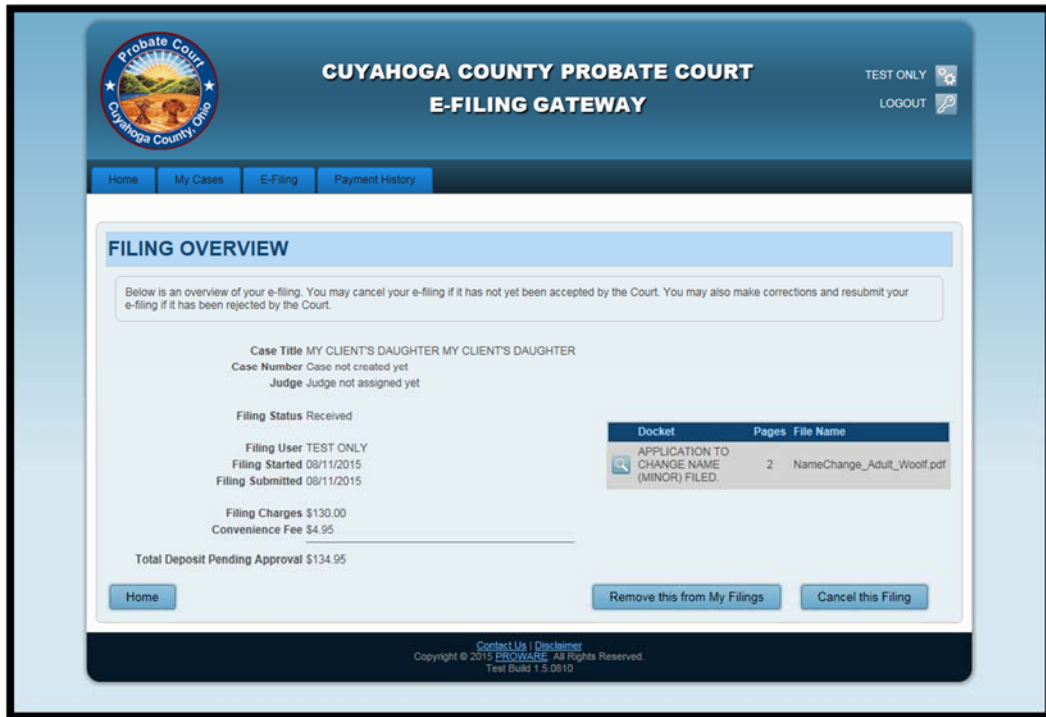 Probate Court
Cuyahoga County, Ohio
CUYAHOGA COUNTY PROBATE COURT
E-FILING GATEWAY
TEST ONLY
LOGOUT
Home My Cases E-Filing Payment History
FILING OVERVIEW
Below is an overview of your e-filing. You may cancel your e-filing if it has not yet been accepted by the Court. You may also make corrections and resubmit your
e-filing if it has been rejected by the Court.
Case Title MY CLIENT'S DAUGHTER MY CLIENT'S DAUGHTER
Case Number Case not created yet
Judge Judge not assigned yet
Filing Status Received
Filing User TEST ONLY
Filing Started 08/11/2015
Filing Submitted 08/11/2015
Filing Charges $130.00
Convenience Fee $4.95
Total Deposit Pending Approval $134.95
Docket Pages File Name
APPLICATION TO
CHANGE NAME 2 NameChange_Adult_Woolf.pdf
(MINOR) FILED.
Home Remove this from My Filings Cancel this Filing
Contact Us | Disclaimer
Copyright © 2015 PROWARE. All Rights Reserved.
Test Build 1.5.0810